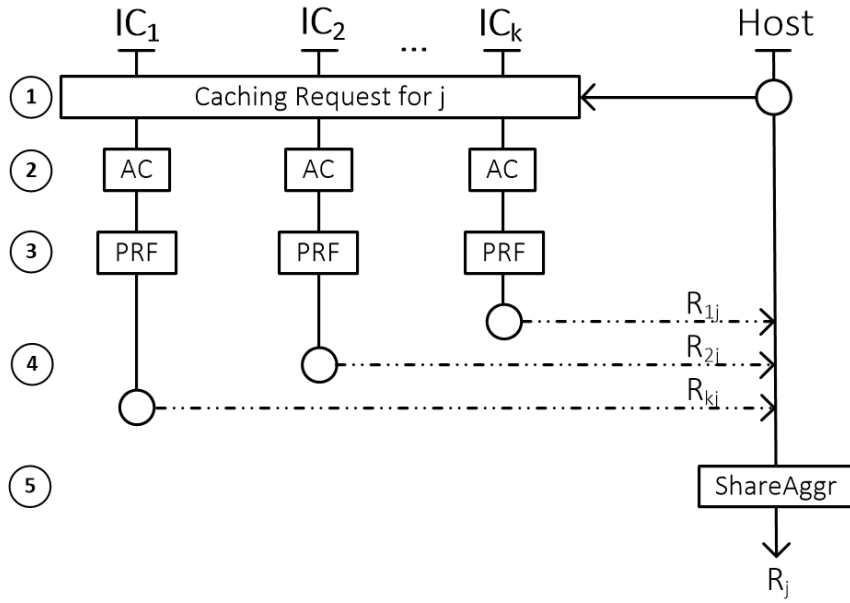 IC1 IC2 ... ICk Host
1 Caching Request for j
2 AC AC AC
3 PRF PRF PRF
R1j
4 R2j
Rkj
5 ShareAggr
Rj